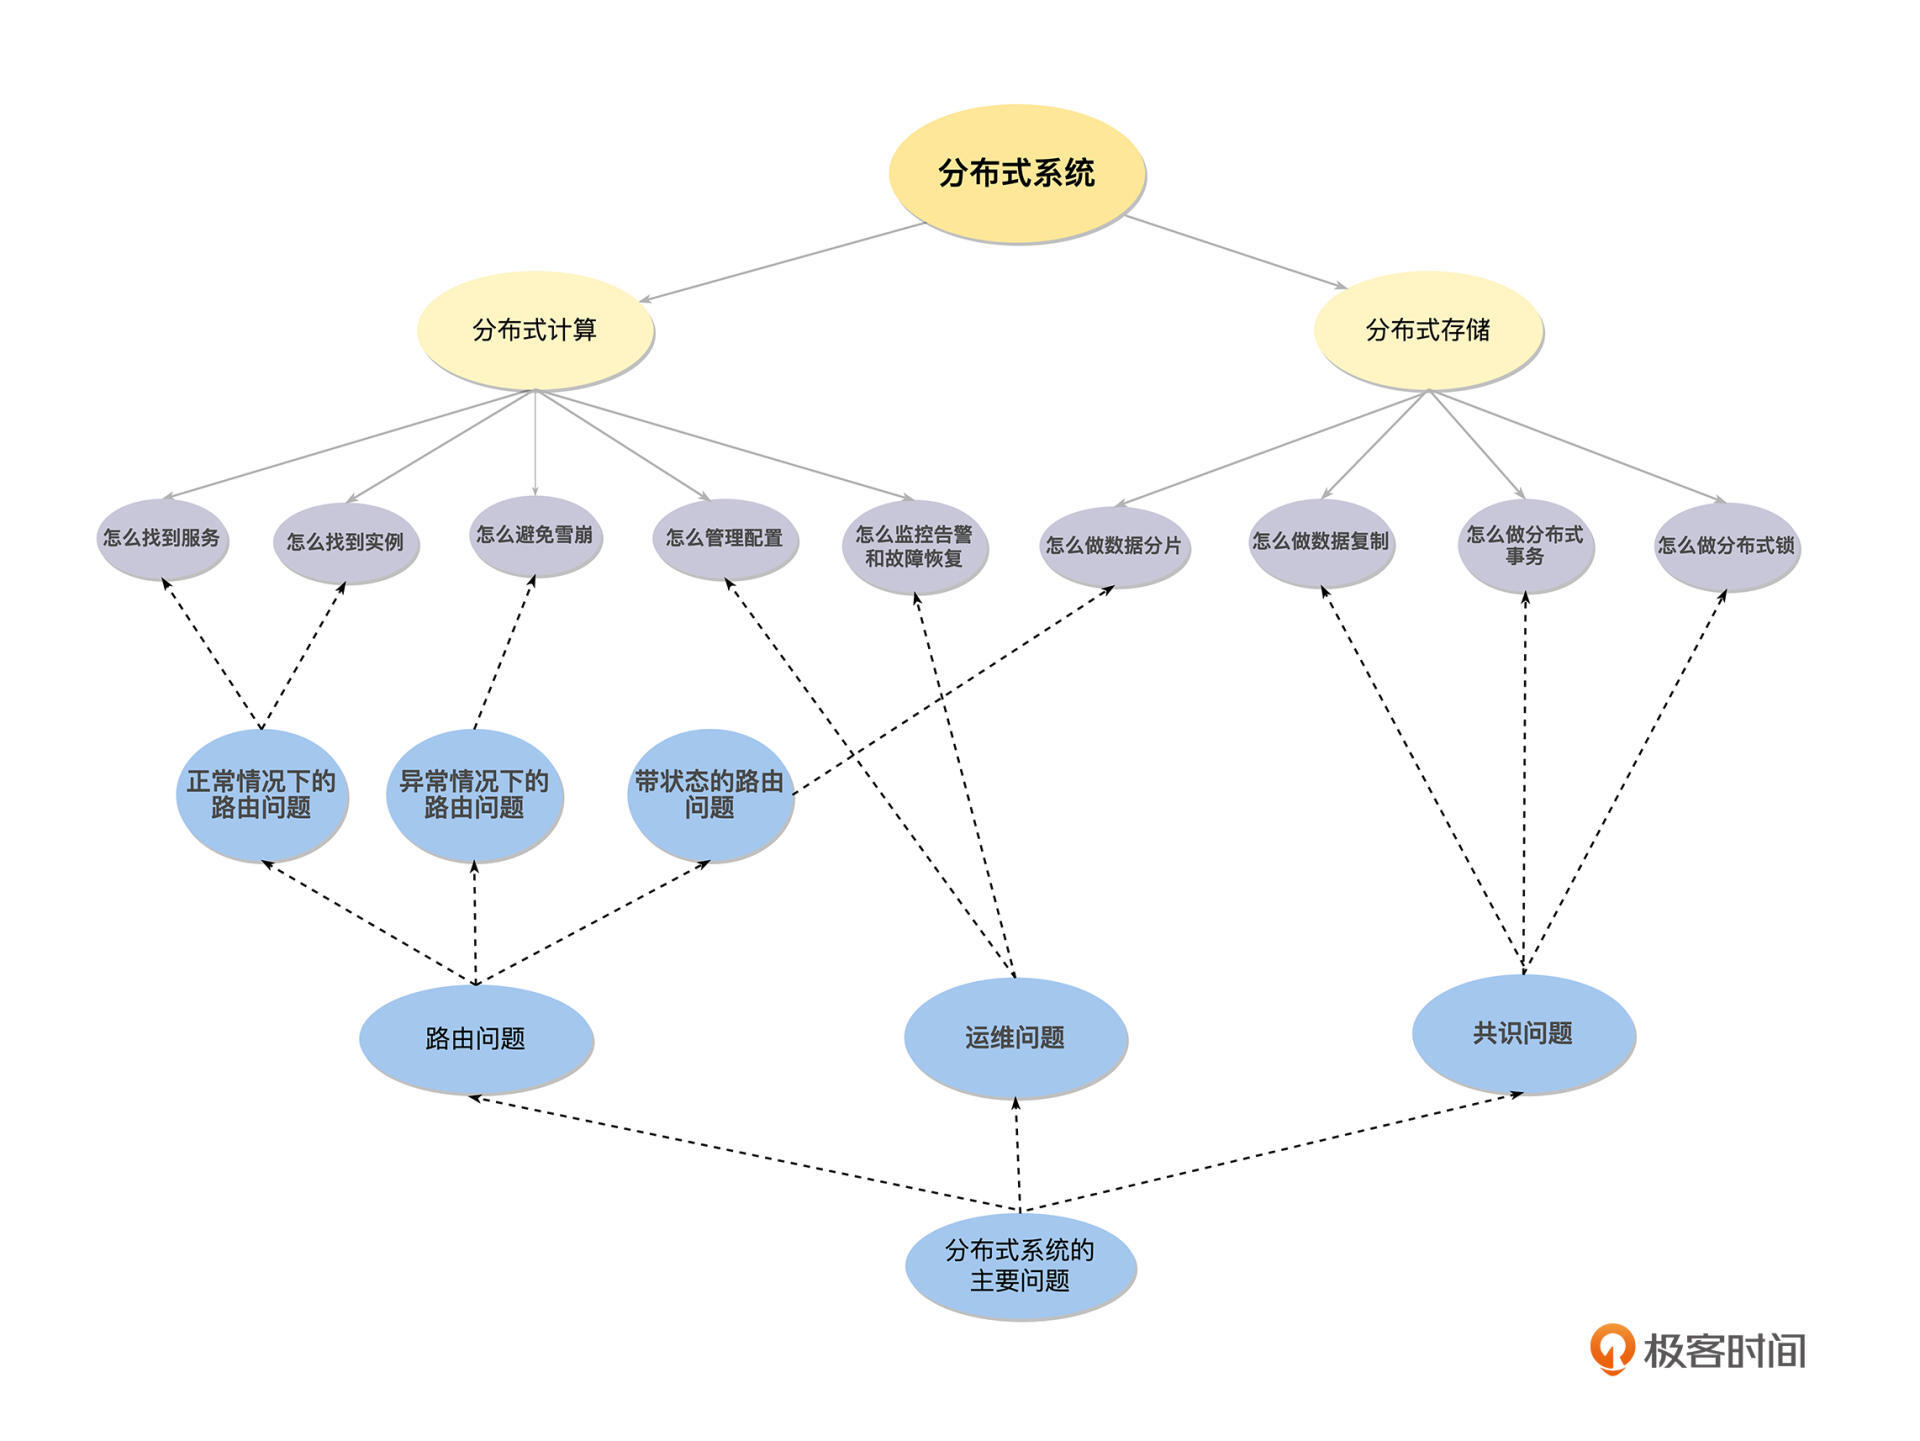 分布式系统
分布式计算
分布式存储
怎么找到服务
怎么找到实例
怎么避免雪崩
怎么管理配置
怎么监控告警
和故障恢复
怎么做数据分片
怎么做数据复制
怎么做分布式
事务
怎么做分布式锁
正常情况下的
路由问题
异常情况下的
路由问题
带状态的路由
问题
路由问题
运维问题
共识问题
分布式系统的
主要问题
极客时间